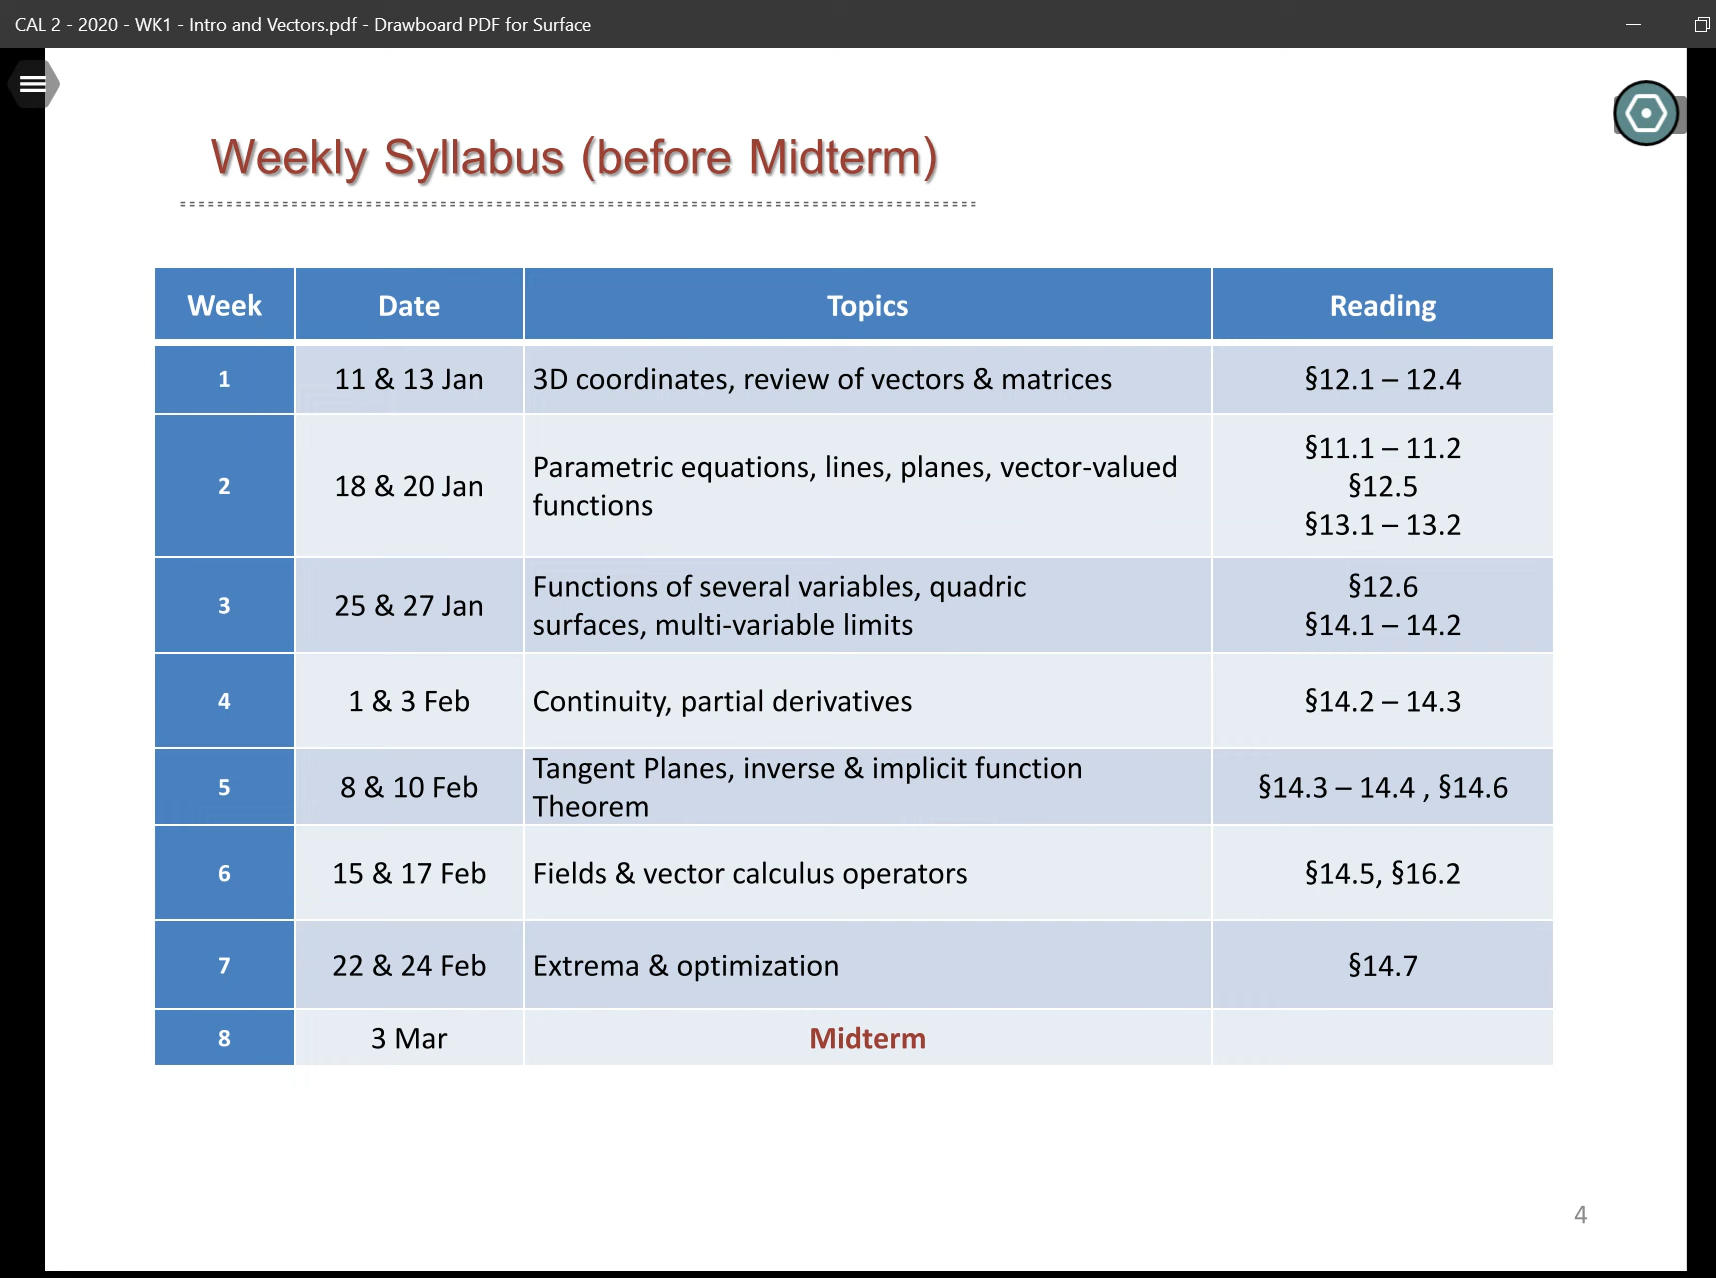 CAL 2 - 2020 - WK1 - Intro and Vectors.pdf - Drawboard PDF for Surface
Weekly Syllabus (before Midterm)
Week Date Topics Reading
1 11 & 13 Jan 3D coordinates, review of vectors & matrices §12.1 – 12.4
2 18 & 20 Jan Parametric equations, lines, planes, vector-valued
functions
§11.1 – 11.2
§12.5
§13.1 – 13.2
3 25 & 27 Jan Functions of several variables, quadric
surfaces, multi-variable limits
§12.6
§14.1 – 14.2
4 1 & 3 Feb Continuity, partial derivatives §14.2 – 14.3
5 8 & 10 Feb Tangent Planes, inverse & implicit function
Theorem
§14.3 – 14.4 , §14.6
6 15 & 17 Feb Fields & vector calculus operators §14.5, §16.2
7 22 & 24 Feb Extrema & optimization §14.7
8 3 Mar Midterm
4